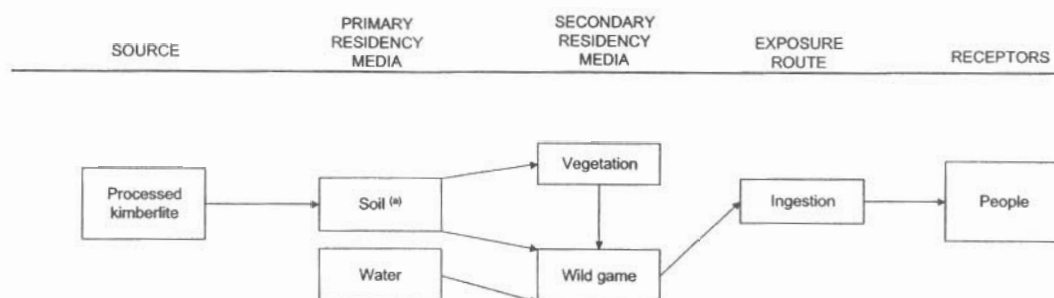 SOURCE
PRIMARY
RESIDENCY
MEDIA
SECONDARY
RESIDENCY
MEDIA
EXPOSURE
ROUTE
RECEPTORS
Processed
kimberlite
Soil (a)
Water
Vegetation
Wild game
Ingestion
People